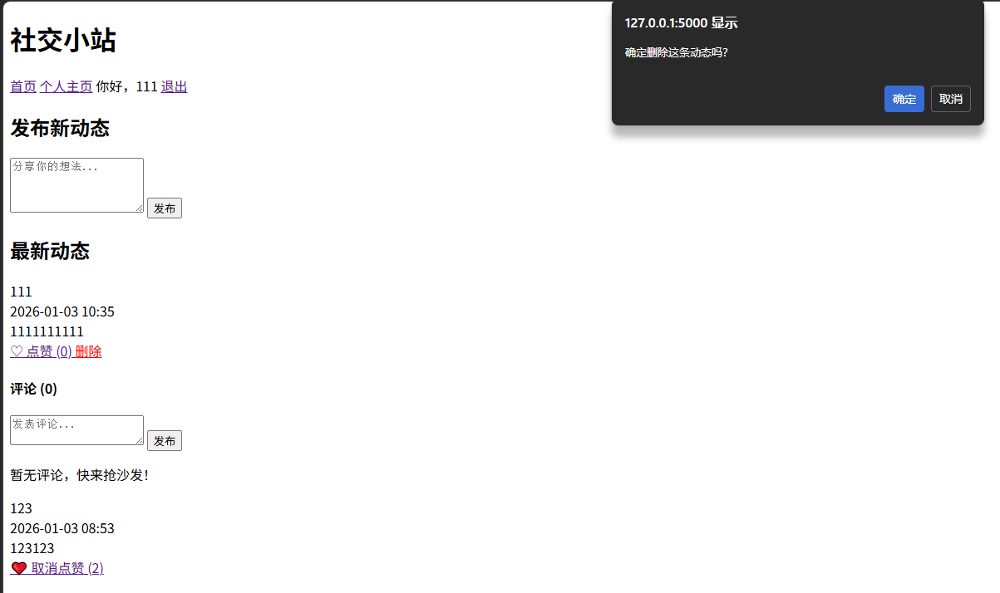 社交小站
首页 个人主页 你好，111 退出
发布新动态
分享你的想法...
发布
最新动态
111
2026-01-03 10:35
1111111111
♡ 点赞 (0) 删除
评论 (0)
发表评论...
发布
暂无评论，快来抢沙发！
123
2026-01-03 08:53
123123
❤️ 取消点赞 (2)
127.0.0.1:5000 显示
确定删除这条动态吗?
确定 取消